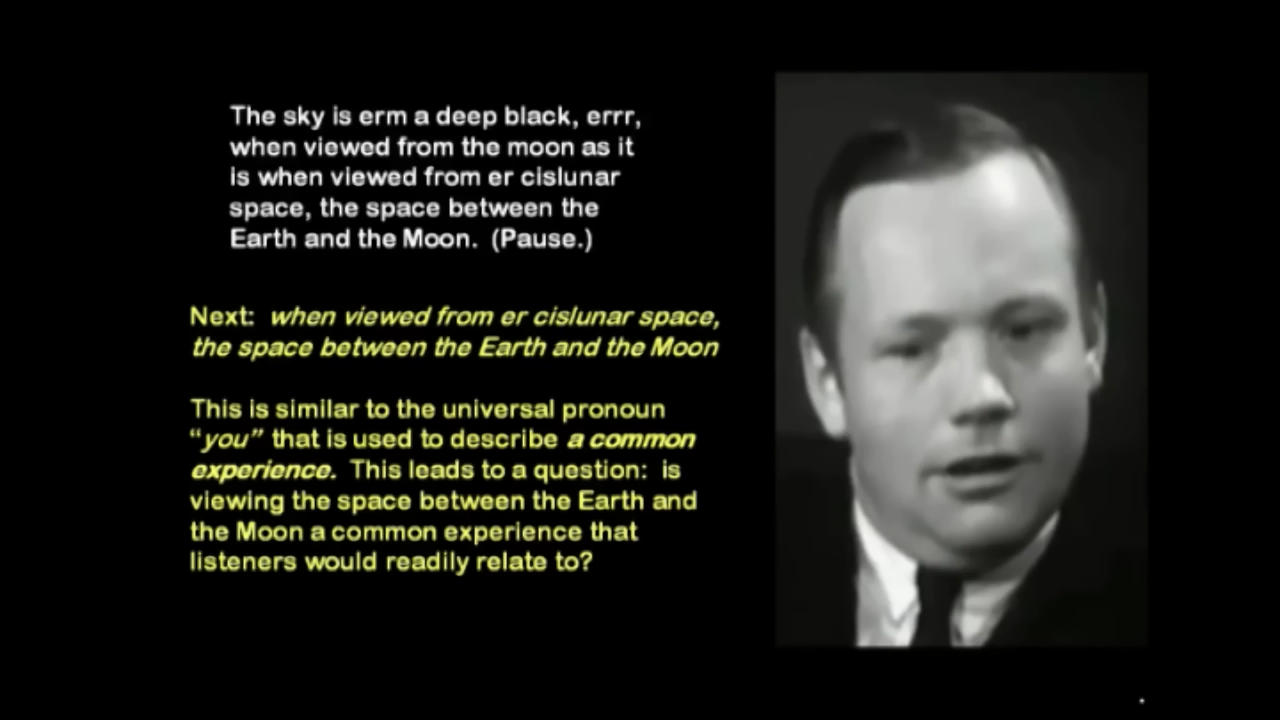 The sky is erm a deep black, errr,
when viewed from the moon as it
is when viewed from er cislunar
space, the space between the
Earth and the Moon.  (Pause.)
Next:  when viewed from er cislunar space,
the space between the Earth and the Moon
This is similar to the universal pronoun
“you” that is used to describe a common
experience.  This leads to a question:  is
viewing the space between the Earth and
the Moon a common experience that
listeners would readily relate to?